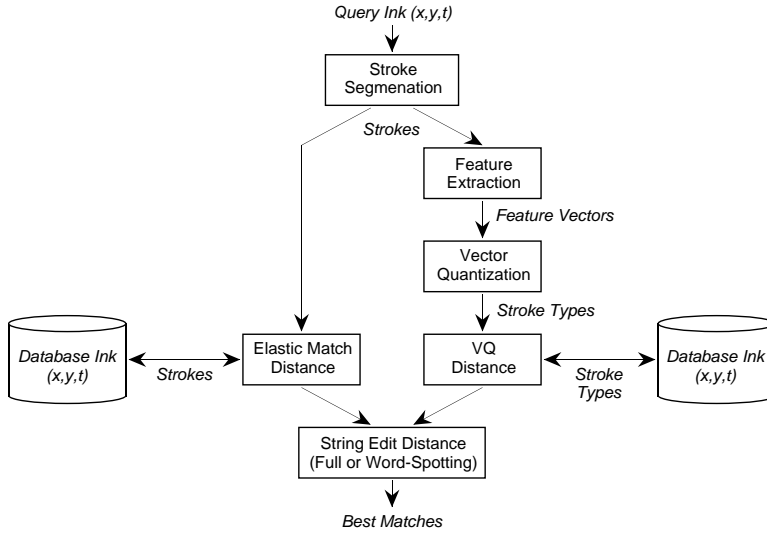 Query Ink (x,y,t)
Stroke
Segmenation
Strokes
Feature
Extraction
Feature Vectors
Vector
Quantization
Stroke Types
Database Ink
(x,y,t)
Strokes
Elastic Match
Distance
VQ
Distance
Stroke
Types
Database Ink
(x,y,t)
String Edit Distance
(Full or Word-Spotting)
Best Matches